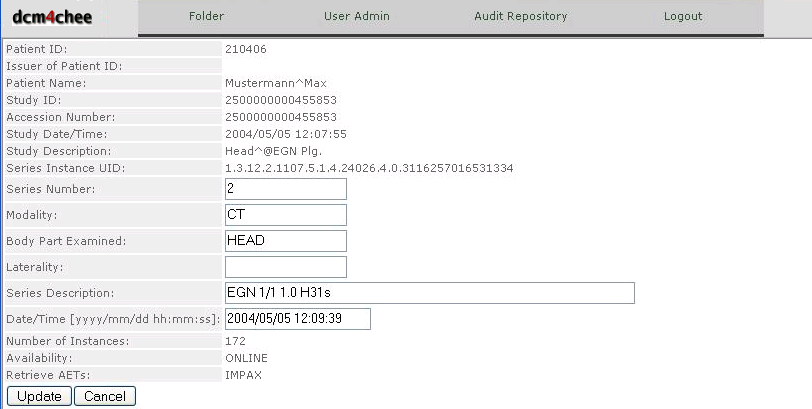 dcm4chee Folder User Admin Audit Repository Logout
Patient ID: 210406
Issuer of Patient ID:
Patient Name: Mustermann^Max
Study ID: 2500000000455853
Accession Number: 2500000000455853
Study Date/Time: 2004/05/05 12:07:55
Study Description: Head^@EGN Plg.
Series Instance UID: 1.3.12.2.1107.5.1.4.24026.4.0.3116257016531334
Series Number: 2
Modality: CT
Body Part Examined: HEAD
Laterality:
Series Description: EGN 1/1 1.0 H31s
Date/Time [yyyy/mm/dd hh:mm:ss]: 2004/05/05 12:09:39
Number of Instances: 172
Availability: ONLINE
Retrieve AETs: IMPAX
Update Cancel